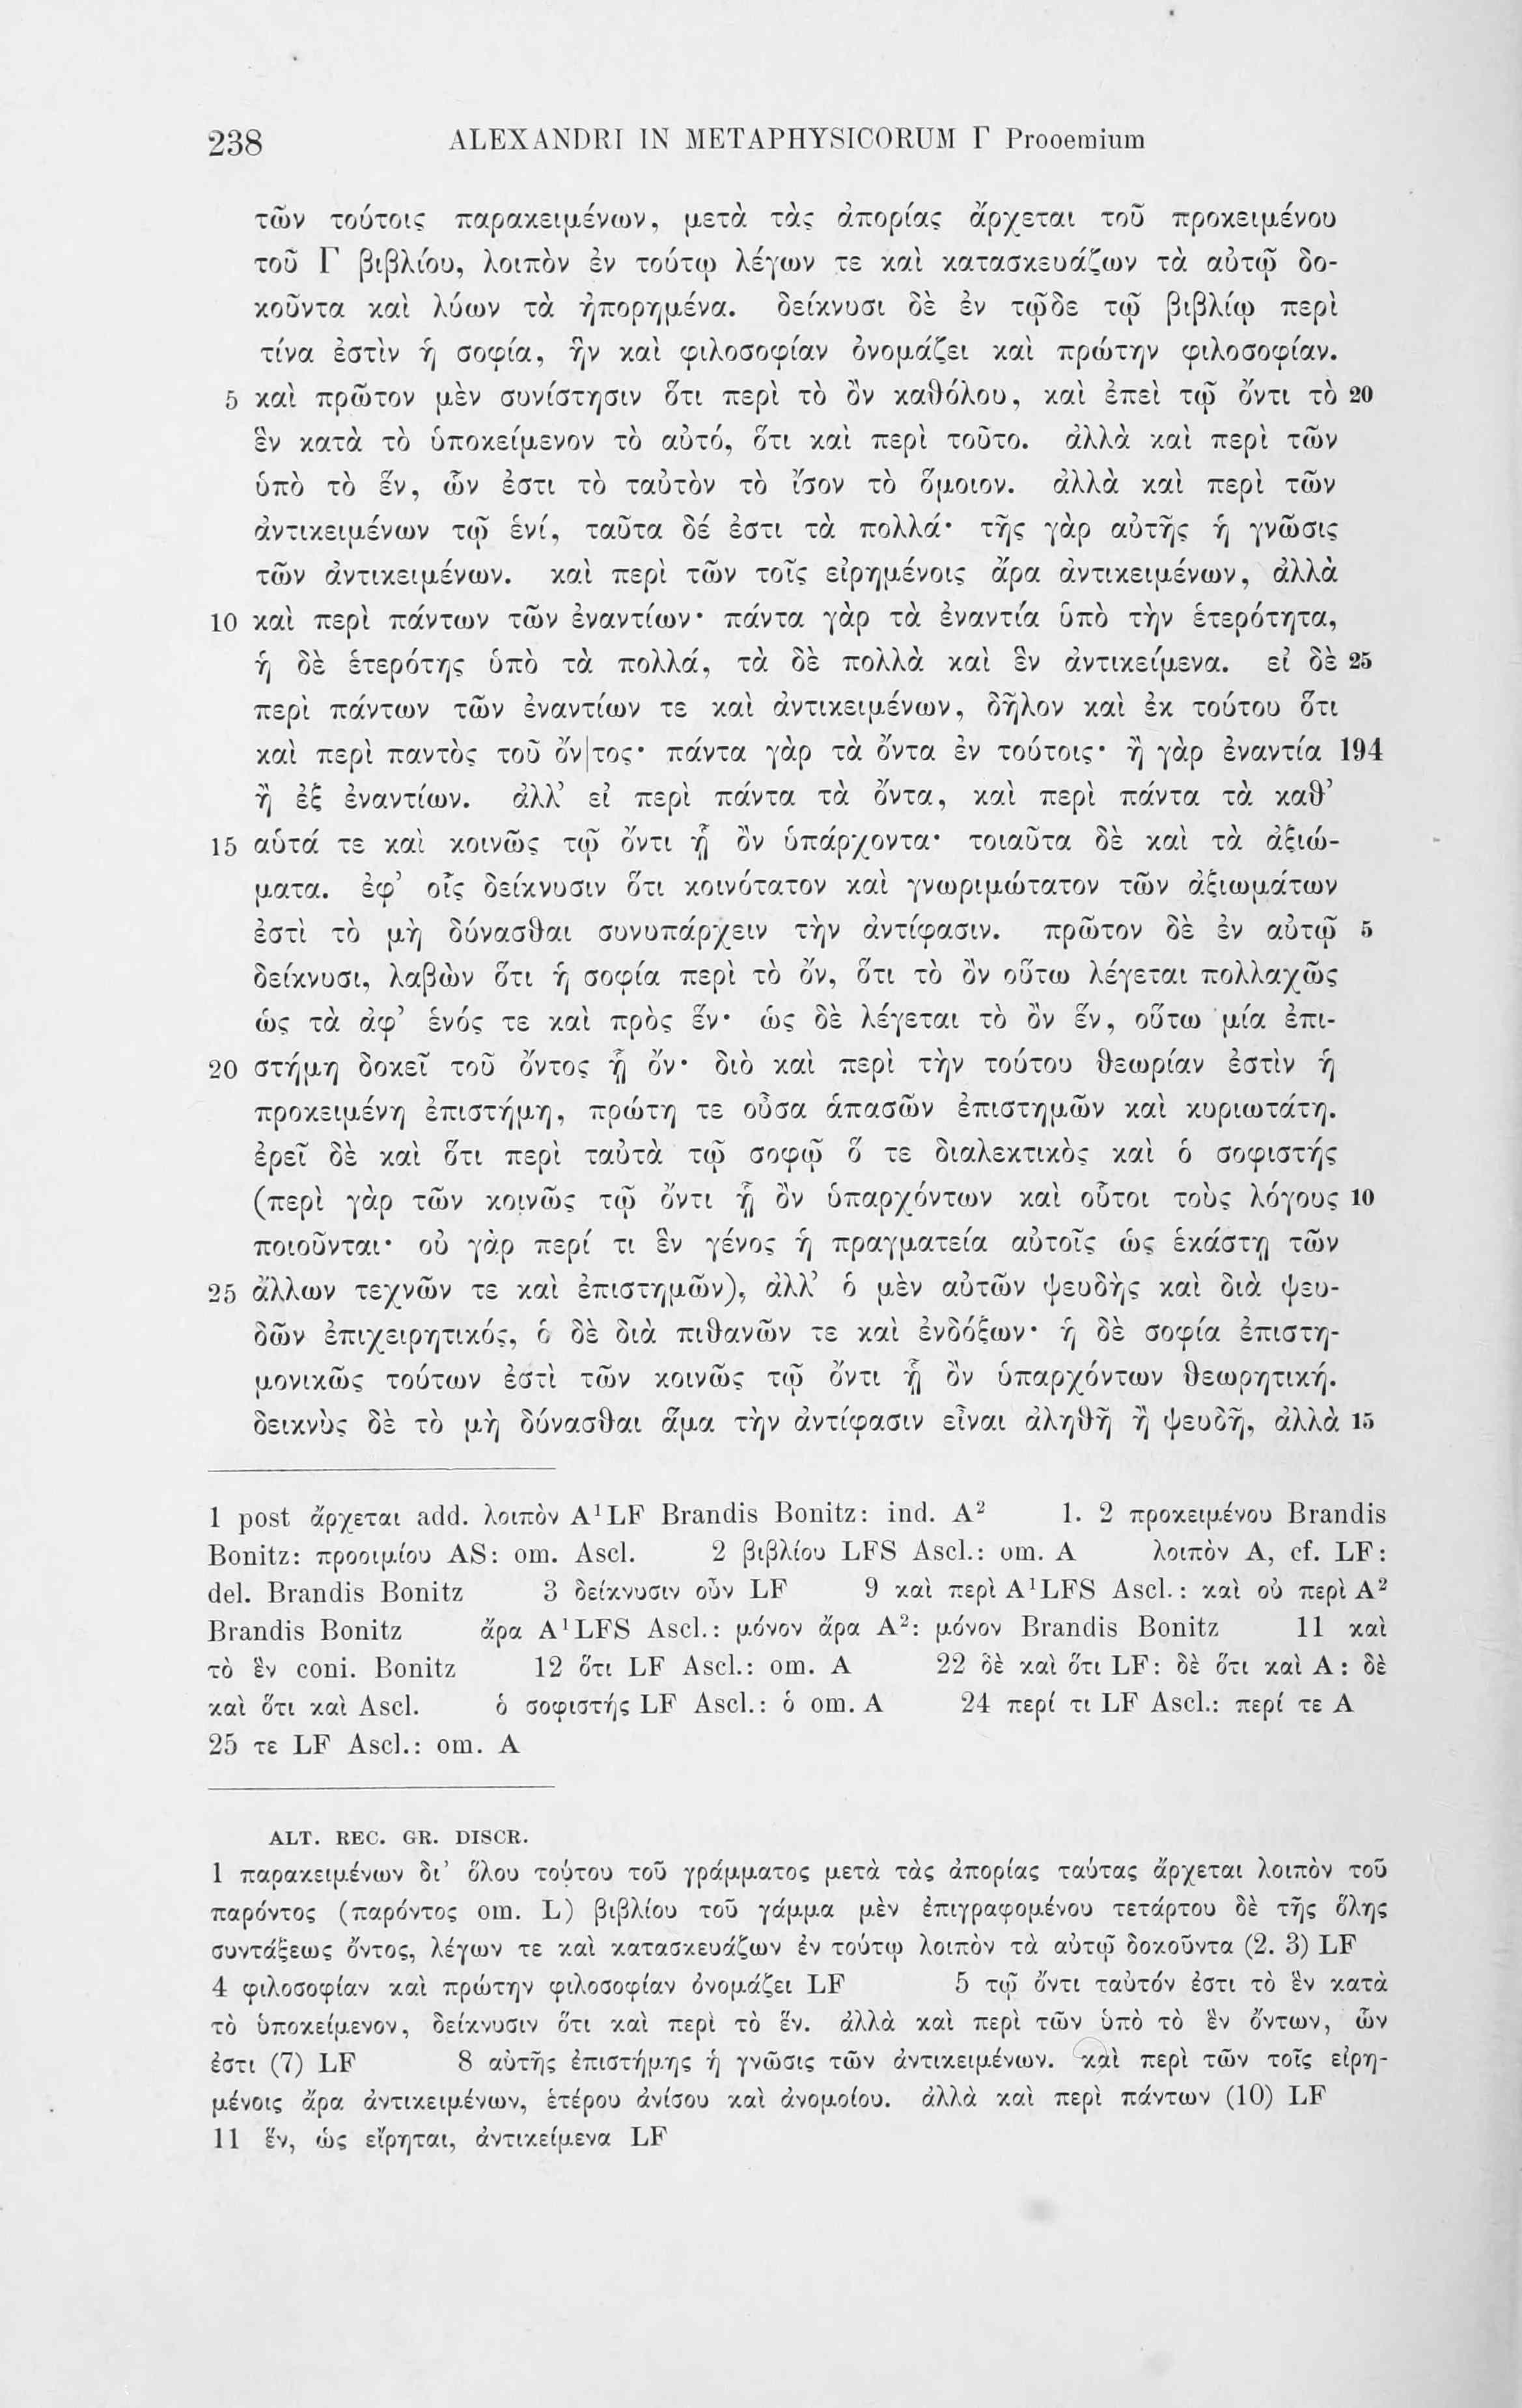 238 ALEXANDRI IN METAPHYSICORUM Γ Prooemium
τῶν τούτοις παρακειμένων, μετὰ τὰς ἀπορίας ἄρχεται τοῦ προκειμένου
τοῦ Γ βιβλίου, λοιπὸν ἐν τούτῳ λέγων τε καὶ κατασκευάζων τὰ αὐτῷ δο-
κοῦντα καὶ λύων τὰ ἠπορημένα. δείκνυσι δὲ ἐν τῷδε τῷ βιβλίῳ περὶ
τίνα ἐστὶν ἡ σοφία, ἣν καὶ φιλοσοφίαν ὀνομάζει καὶ πρώτην φιλοσοφίαν.
5 καὶ πρῶτον μὲν συνίστησιν ὅτι περὶ τὸ ὂν καθόλου, καὶ ἐπεὶ τῷ ὄντι τὸ 20
ἓν κατὰ τὸ ὑποκείμενον τὸ αὐτό, ὅτι καὶ περὶ τοῦτο. ἀλλὰ καὶ περὶ τῶν
ὑπὸ τὸ ἕν, ὧν ἐστι τὸ ταὐτὸν τὸ ἴσον τὸ ὅμοιον. ἀλλὰ καὶ περὶ τῶν
ἀντικειμένων τῷ ἑνί, ταῦτα δέ ἐστι τὰ πολλά· τῆς γὰρ αὐτῆς ἡ γνῶσις
τῶν ἀντικειμένων. καὶ περὶ τῶν τοῖς εἰρημένοις ἄρα ἀντικειμένων, ἀλλὰ
10 καὶ περὶ πάντων τῶν ἐναντίων· πάντα γὰρ τὰ ἐναντία ὑπὸ τὴν ἑτερότητα,
ἡ δὲ ἑτερότης ὑπὸ τὰ πολλά, τὰ δὲ πολλὰ καὶ ἓν ἀντικείμενα. εἰ δὲ 25
περὶ πάντων τῶν ἐναντίων τε καὶ ἀντικειμένων, δῆλον καὶ ἐκ τούτου ὅτι
καὶ περὶ παντὸς τοῦ ὄν|τος· πάντα γὰρ τὰ ὄντα ἐν τούτοις· ἢ γὰρ ἐναντία 194
ἢ ἐξ ἐναντίων. ἀλλ’ εἰ περὶ πάντα τὰ ὄντα, καὶ περὶ πάντα τὰ καθ’
15 αὑτά τε καὶ κοινῶς τῷ ὄντι ᾗ ὂν ὑπάρχοντα· τοιαῦτα δὲ καὶ τὰ ἀξιώ-
ματα. ἐφ’ οἷς δείκνυσιν ὅτι κοινότατον καὶ γνωριμώτατον τῶν ἀξιωμάτων
ἐστὶ τὸ μὴ δύνασθαι συνυπάρχειν τὴν ἀντίφασιν. πρῶτον δὲ ἐν αὐτῷ 5
δείκνυσι, λαβὼν ὅτι ἡ σοφία περὶ τὸ ὄν, ὅτι τὸ ὂν οὕτω λέγεται πολλαχῶς
ὡς τὰ ἀφ’ ἑνός τε καὶ πρὸς ἕν· ὡς δὲ λέγεται τὸ ὂν ἕν, οὕτω μία ἐπι-
20 στήμη δοκεῖ τοῦ ὄντος ᾗ ὄν· διὸ καὶ περὶ τὴν τούτου θεωρίαν ἐστὶν ἡ
προκειμένη ἐπιστήμη, πρώτη τε οὖσα ἁπασῶν ἐπιστημῶν καὶ κυριωτάτη.
ἐρεῖ δὲ καὶ ὅτι περὶ ταὐτὰ τῷ σοφῷ ὅ τε διαλεκτικὸς καὶ ὁ σοφιστής
(περὶ γὰρ τῶν κοινῶς τῷ ὄντι ᾗ ὂν ὑπαρχόντων καὶ οὗτοι τοὺς λόγους 10
ποιοῦνται· οὐ γὰρ περί τι ἓν γένος ἡ πραγματεία αὐτοῖς ὡς ἑκάστῃ τῶν
25 ἄλλων τεχνῶν τε καὶ ἐπιστημῶν), ἀλλ’ ὁ μὲν αὐτῶν ψευδὴς καὶ διὰ ψευ-
δῶν ἐπιχειρητικός, ὁ δὲ διὰ πιθανῶν τε καὶ ἐνδόξων· ἡ δὲ σοφία ἐπιστη-
μονικῶς τούτων ἐστὶ τῶν κοινῶς τῷ ὄντι ᾗ ὂν ὑπαρχόντων θεωρητική.
δεικνὺς δὲ τὸ μὴ δύνασθαι ἅμα τὴν ἀντίφασιν εἶναι ἀληθῆ ἢ ψευδῆ, ἀλλὰ 15
1 post ἄρχεται add. λοιπὸν A¹LF Brandis Bonitz: ind. A² 1. 2 προκειμένου Brandis
Bonitz: προοιμίου AS: om. Ascl. 2 βιβλίου LFS Ascl.: om. A λοιπὸν A, cf. LF:
del. Brandis Bonitz 3 δείκνυσιν οὖν LF 9 καὶ περὶ A¹LFS Ascl.: καὶ οὐ περὶ A²
Brandis Bonitz ἄρα A¹LFS Ascl.: μόνον ἄρα A²: μόνον Brandis Bonitz 11 καὶ
τὸ ἓν coni. Bonitz 12 ὅτι LF Ascl.: om. A 22 δὲ καὶ ὅτι LF: δὲ ὅτι καὶ A: δὲ
καὶ ὅτι καὶ Ascl. ὁ σοφιστής LF Ascl.: ὁ om. A 24 περί τι LF Ascl.: περί τε A
25 τε LF Ascl.: om. A
ALT. REC. GR. DISCR.
1 παρακειμένων δι’ ὅλου τούτου τοῦ γράμματος μετὰ τὰς ἀπορίας ταύτας ἄρχεται λοιπὸν τοῦ
παρόντος (παρόντος om. L) βιβλίου τοῦ γάμμα μὲν ἐπιγραφομένου τετάρτου δὲ τῆς ὅλης
συντάξεως ὄντος, λέγων τε καὶ κατασκευάζων ἐν τούτῳ λοιπὸν τὰ αὐτῷ δοκοῦντα (2. 3) LF
4 φιλοσοφίαν καὶ πρώτην φιλοσοφίαν ὀνομάζει LF 5 τῷ ὄντι ταὐτόν ἐστι τὸ ἓν κατὰ
τὸ ὑποκείμενον, δείκνυσιν ὅτι καὶ περὶ τὸ ἕν. ἀλλὰ καὶ περὶ τῶν ὑπὸ τὸ ἓν ὄντων, ὧν
ἐστι (7) LF 8 αὐτῆς ἐπιστήμης ἡ γνῶσις τῶν ἀντικειμένων. καὶ περὶ τῶν τοῖς εἰρη-
μένοις ἄρα ἀντικειμένων, ἑτέρου ἀνίσου καὶ ἀνομοίου. ἀλλὰ καὶ περὶ πάντων (10) LF
11 ἕν, ὡς εἴρηται, ἀντικείμενα LF